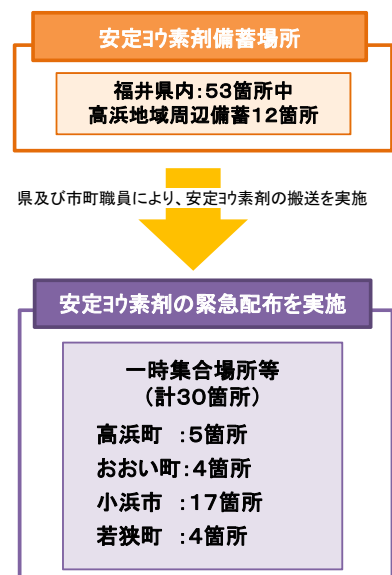 安定ヨウ素剤備蓄場所
福井県内：53箇所中
高浜地域周辺備蓄12箇所
県及び市町職員により、安定ヨウ素剤の搬送を実施
安定ヨウ素剤の緊急配布を実施
一時集合場所等
（計30箇所）
高浜町　：5箇所
おおい町：4箇所
小浜市　：17箇所
若狭町　：4箇所